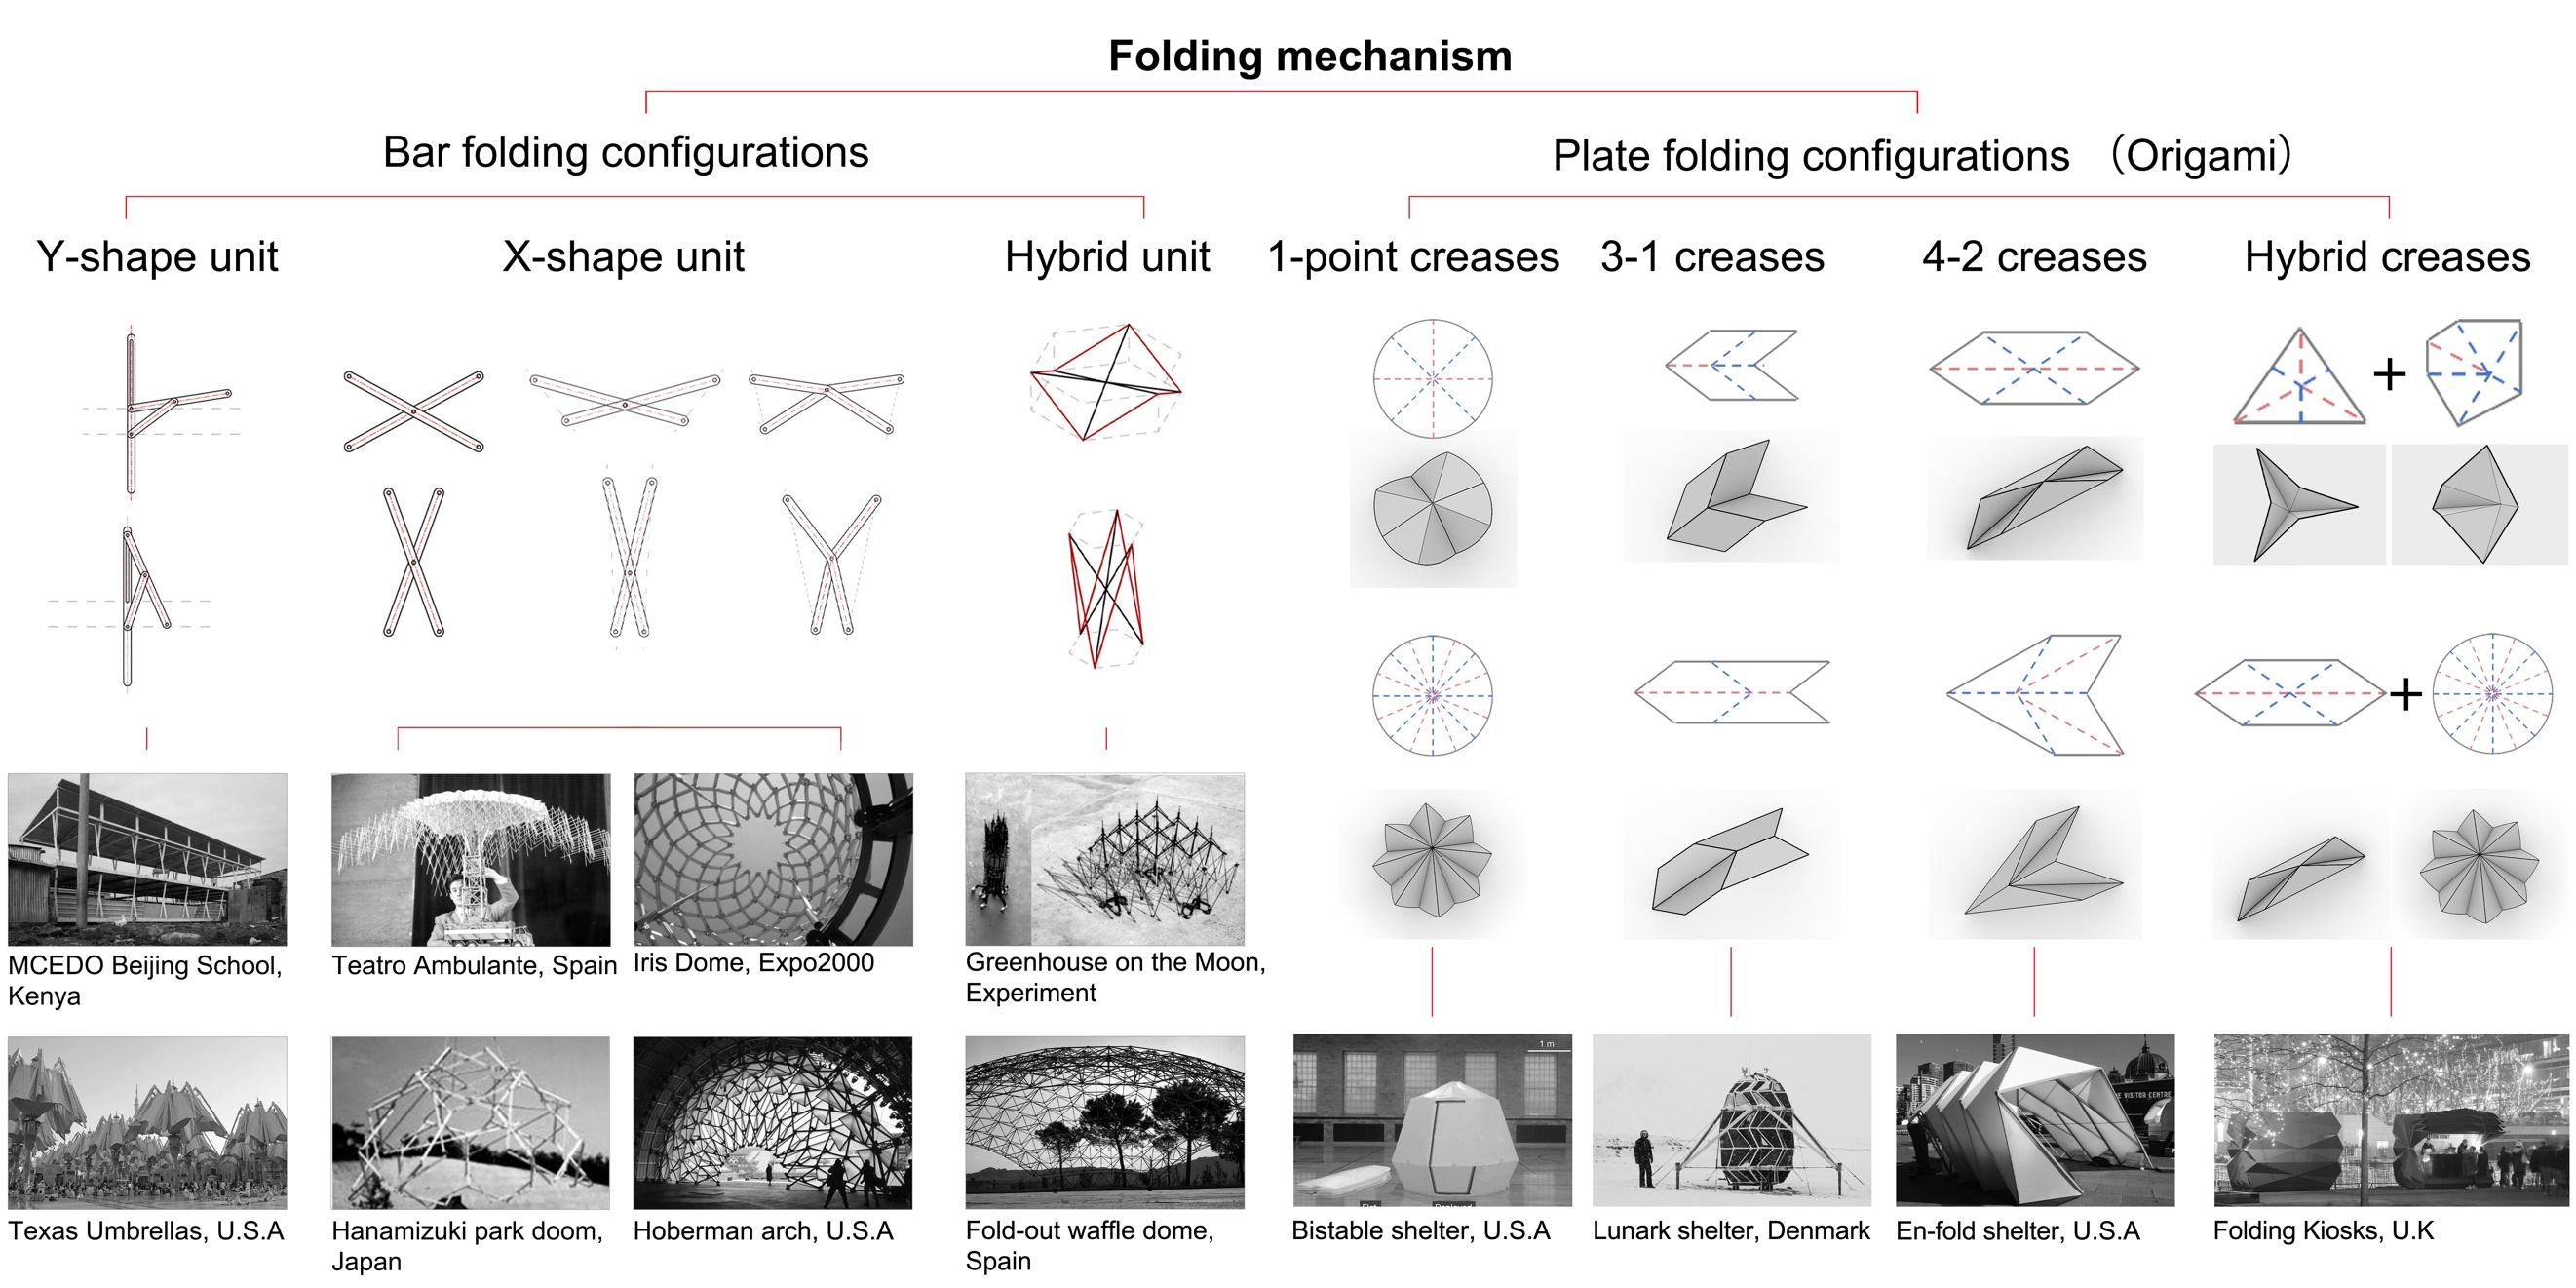 Folding mechanism
Bar folding configurations
Plate folding configurations （Origami）
Y-shape unit
X-shape unit
Hybrid unit
1-point creases
3-1 creases
4-2 creases
Hybrid creases
+
+
MCEDO Beijing School,
Kenya
Teatro Ambulante, Spain
Iris Dome, Expo2000
Greenhouse on the Moon,
Experiment
1 m
VISITOR CENTRE
Texas Umbrellas, U.S.A
Hanamizuki park doom,
Japan
Hoberman arch, U.S.A
Fold-out waffle dome,
Spain
Bistable shelter, U.S.A
Lunark shelter, Denmark
En-fold shelter, U.S.A
Folding Kiosks, U.K